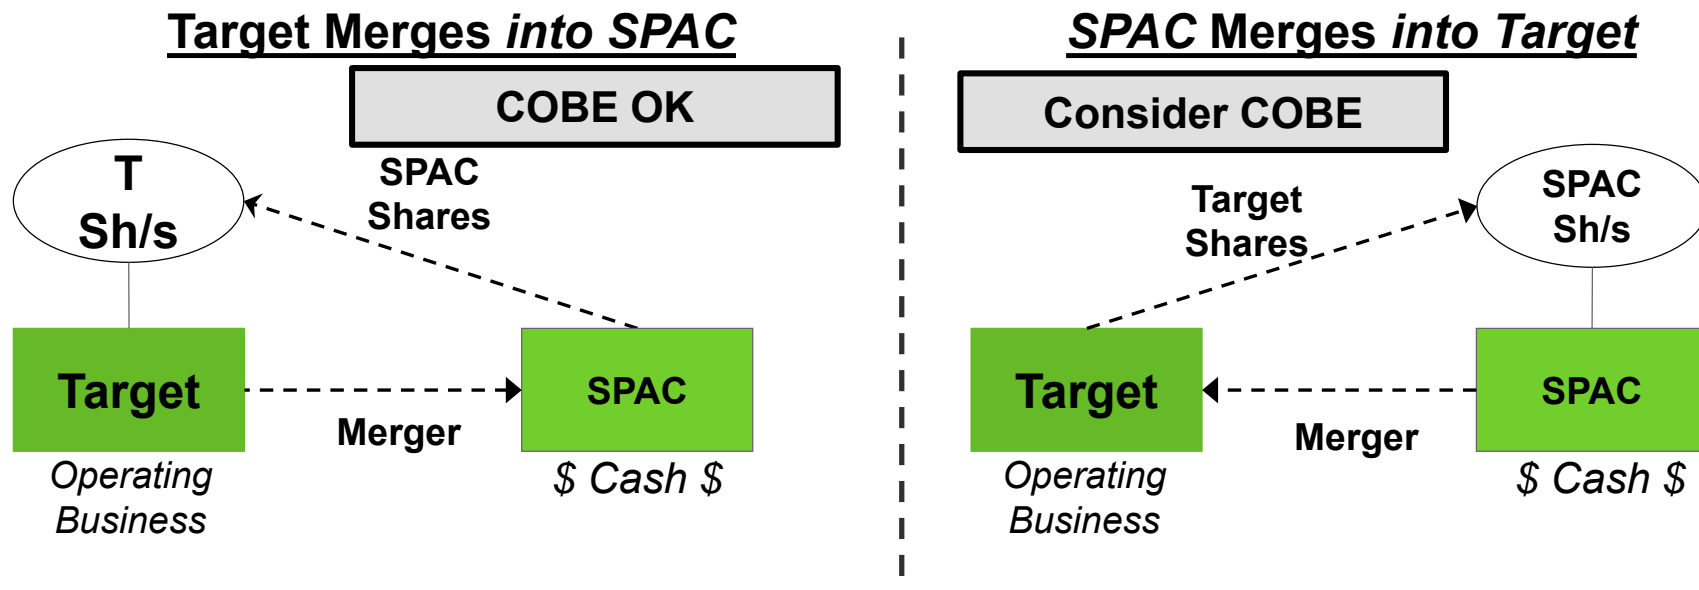 Target Merges into SPAC
COBE OK
T
Sh/s
SPAC
Shares
Target
SPAC
Merger
Operating
Business
$ Cash $
SPAC Merges into Target
Consider COBE
Target
Shares
SPAC
Sh/s
Target
SPAC
Merger
Operating
Business
$ Cash $